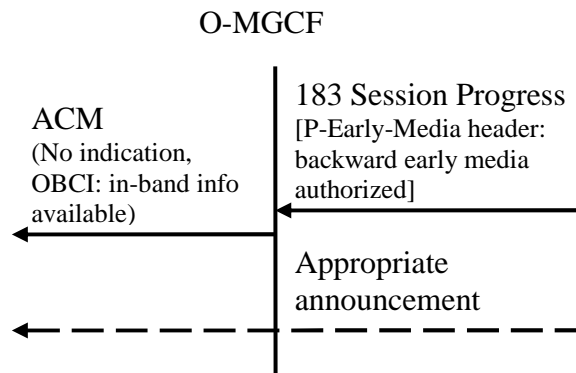 O-MGCF
183 Session Progress
[P-Early-Media header:
backward early media
authorized]
ACM
(No indication,
OBCI: in-band info
available)
Appropriate
announcement